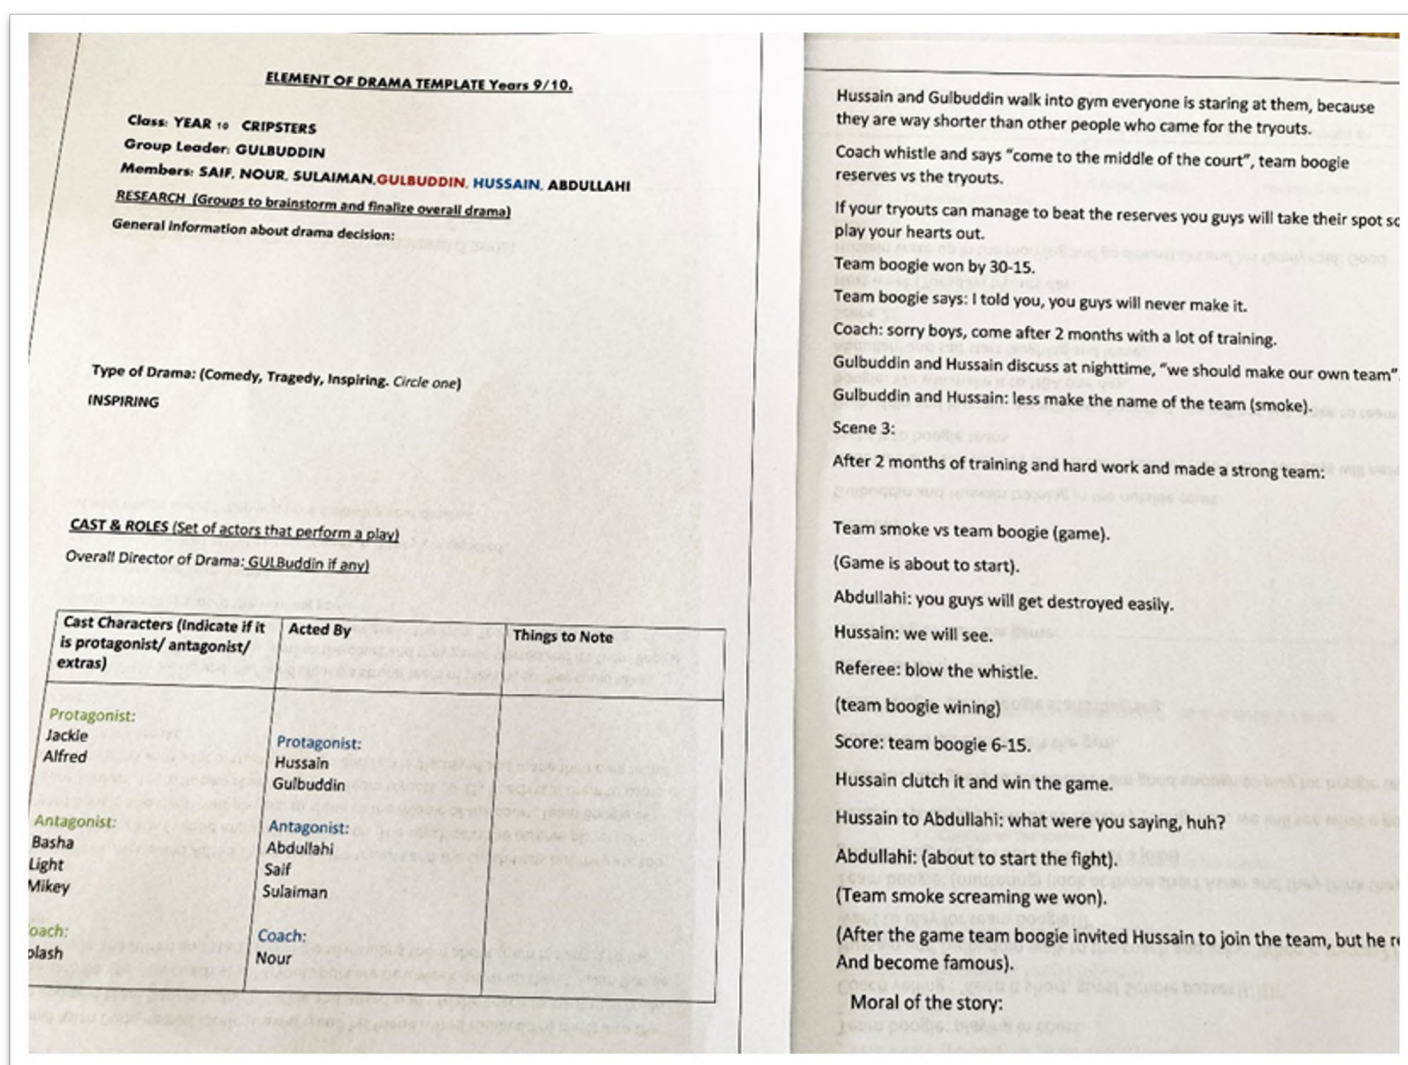 ELEMENT OF DRAMA TEMPLATE Years 9/10.
Class: YEAR 10 CRIPSTERS
Group Leader: GULBUDDIN
Members: SAIF, NOUR, SULAIMAN,GULBUDDIN, HUSSAIN, ABDULLAHI
RESEARCH (Groups to brainstorm and finalize overall drama)
General information about drama decision:
Type of Drama: (Comedy, Tragedy, Inspiring. Circle one)
INSPIRING
CAST & ROLES (Set of actors that perform a play)
Overall Director of Drama: GULBuddin if any)
Cast Characters (Indicate if it
is protagonist/ antagonist/
extras)
Acted By
Things to Note
Protagonist:
Jackie
Alfred
Antagonist:
Basha
Light
Mikey
oach:
plash
Protagonist:
Hussain
Gulbuddin
Antagonist:
Abdullahi
Saif
Sulaiman
Coach:
Nour
Hussain and Gulbuddin walk into gym everyone is staring at them, because
they are way shorter than other people who came for the tryouts.
Coach whistle and says “come to the middle of the court”, team boogie
reserves vs the tryouts.
If your tryouts can manage to beat the reserves you guys will take their spot so
play your hearts out.
Team boogie won by 30-15.
Team boogie says: I told you, you guys will never make it.
Coach: sorry boys, come after 2 months with a lot of training.
Gulbuddin and Hussain discuss at nighttime, “we should make our own team”.
Gulbuddin and Hussain: less make the name of the team (smoke).
Scene 3:
After 2 months of training and hard work and made a strong team:
Team smoke vs team boogie (game).
(Game is about to start).
Abdullahi: you guys will get destroyed easily.
Hussain: we will see.
Referee: blow the whistle.
(team boogie wining)
Score: team boogie 6-15.
Hussain clutch it and win the game.
Hussain to Abdullahi: what were you saying, huh?
Abdullahi: (about to start the fight).
(Team smoke screaming we won).
(After the game team boogie invited Hussain to join the team, but he
And become famous).
Moral of the story: